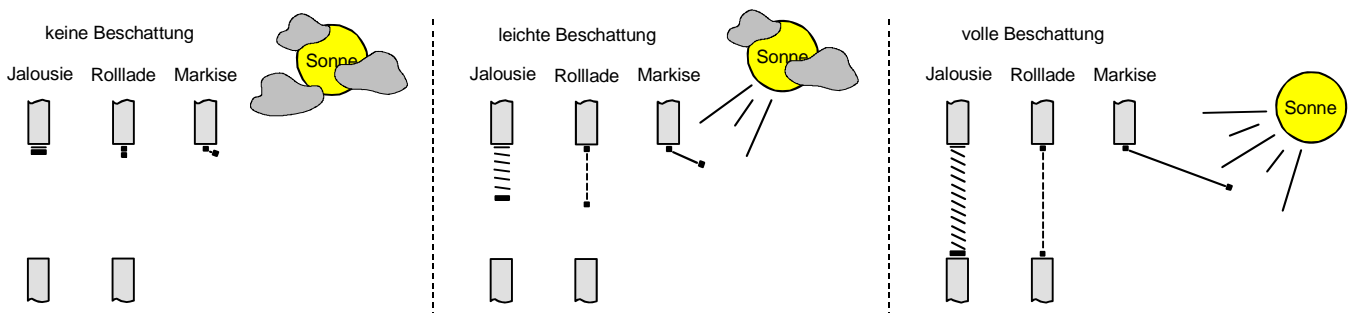 keine Beschattung
Sonne
Jalousie Rolllade Markise
leichte Beschattung
Sonne
Jalousie Rolllade Markise
volle Beschattung
Jalousie Rolllade Markise
Sonne